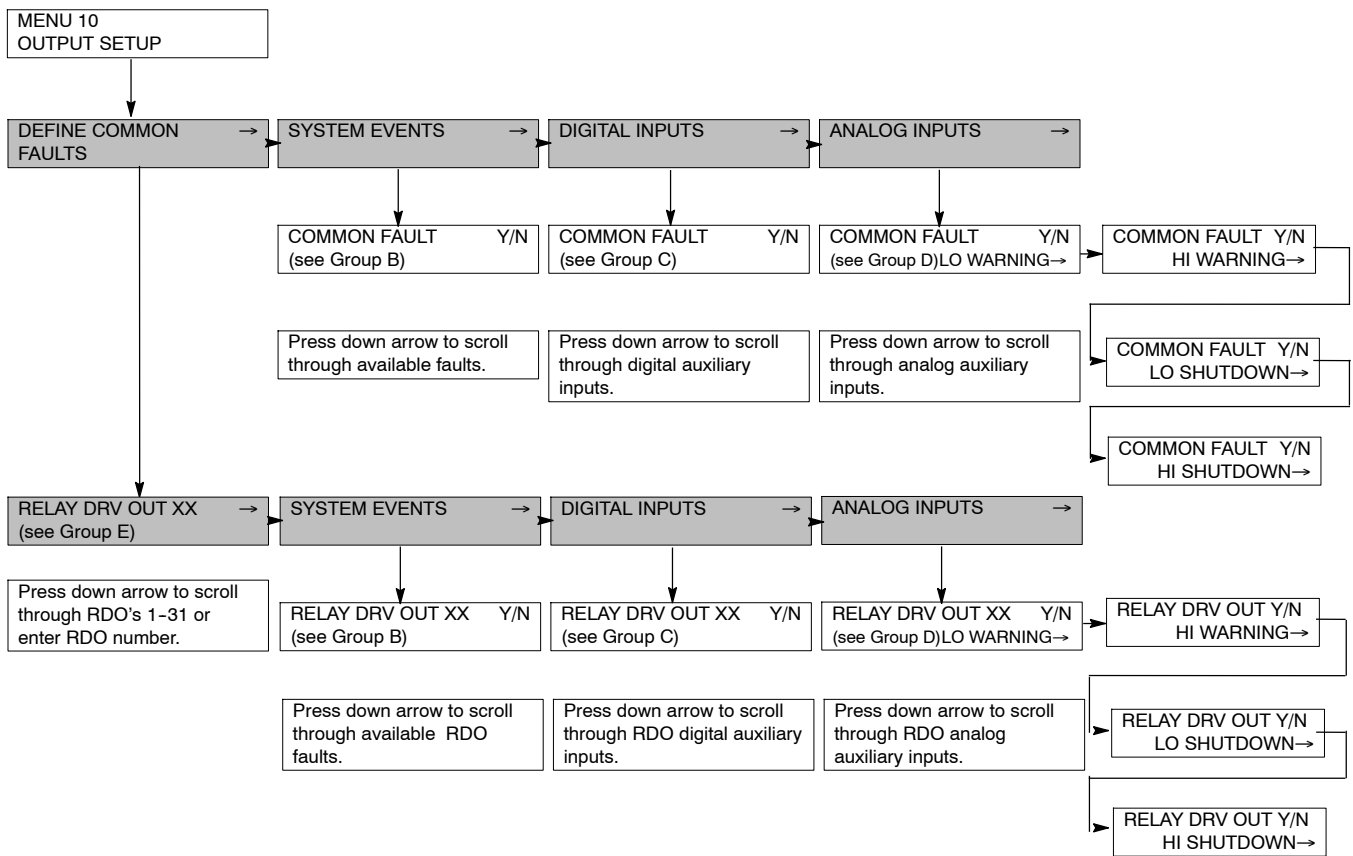 MENU 10
OUTPUT SETUP
DEFINE COMMON →
FAULTS
SYSTEM EVENTS →
DIGITAL INPUTS →
ANALOG INPUTS →
COMMON FAULT Y/N
(see Group B)
COMMON FAULT Y/N
(see Group C)
COMMON FAULT Y/N
(see Group D)LO WARNING→
COMMON FAULT Y/N
HI WARNING→
Press down arrow to scroll
through available faults.
Press down arrow to scroll
through digital auxiliary
inputs.
Press down arrow to scroll
through analog auxiliary
inputs.
COMMON FAULT Y/N
LO SHUTDOWN→
COMMON FAULT Y/N
HI SHUTDOWN→
RELAY DRV OUT XX →
(see Group E)
SYSTEM EVENTS →
DIGITAL INPUTS →
ANALOG INPUTS →
Press down arrow to scroll
through RDO's 1-31 or
enter RDO number.
RELAY DRV OUT XX Y/N
(see Group B)
RELAY DRV OUT XX Y/N
(see Group C)
RELAY DRV OUT XX Y/N
(see Group D)LO WARNING→
RELAY DRV OUT Y/N
HI WARNING→
Press down arrow to scroll
through available RDO
faults.
Press down arrow to scroll
through RDO digital auxiliary
inputs.
Press down arrow to scroll
through RDO analog
auxiliary inputs.
RELAY DRV OUT Y/N
LO SHUTDOWN→
RELAY DRV OUT Y/N
HI SHUTDOWN→